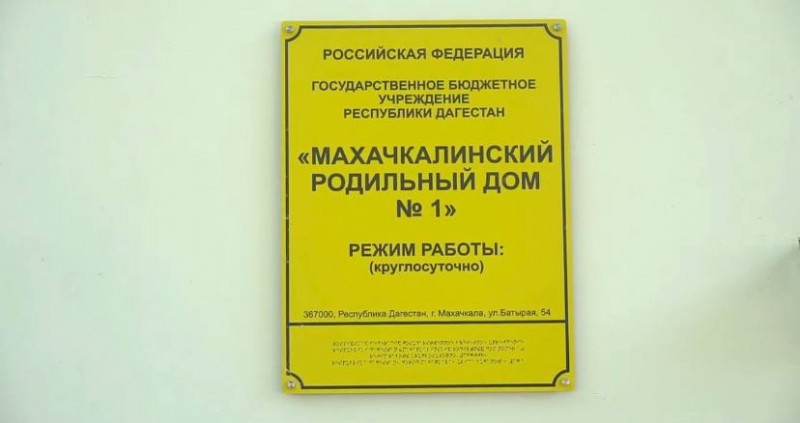 РОССИЙСКАЯ ФЕДЕРАЦИЯ
ГОСУДАРСТВЕННОЕ БЮДЖЕТНОЕ
УЧРЕЖДЕНИЕ
РЕСПУБЛИКИ ДАГЕСТАН
«МАХАЧКАЛИНСКИЙ
РОДИЛЬНЫЙ ДОМ
№ 1»
РЕЖИМ РАБОТЫ:
(круглосуточно)
367000, Республика Дагестан, г. Махачкала, ул.Батырая, 54